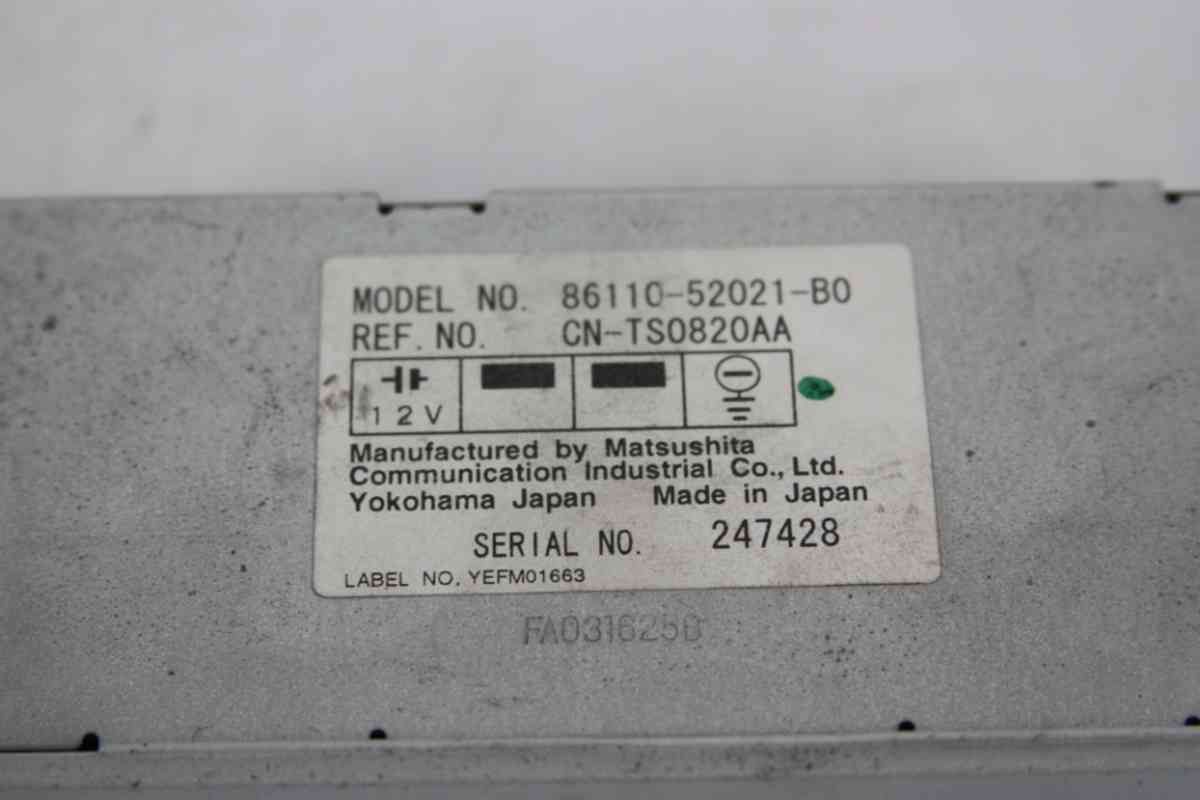 MODEL NO. 86110-52021-B0
REF. NO. CN-TS0820AA
12V
Manufactured by Matsushita
Communication Industrial Co., Ltd.
Yokohama Japan Made in Japan
SERIAL NO. 247428
LABEL NO. YEFM01663